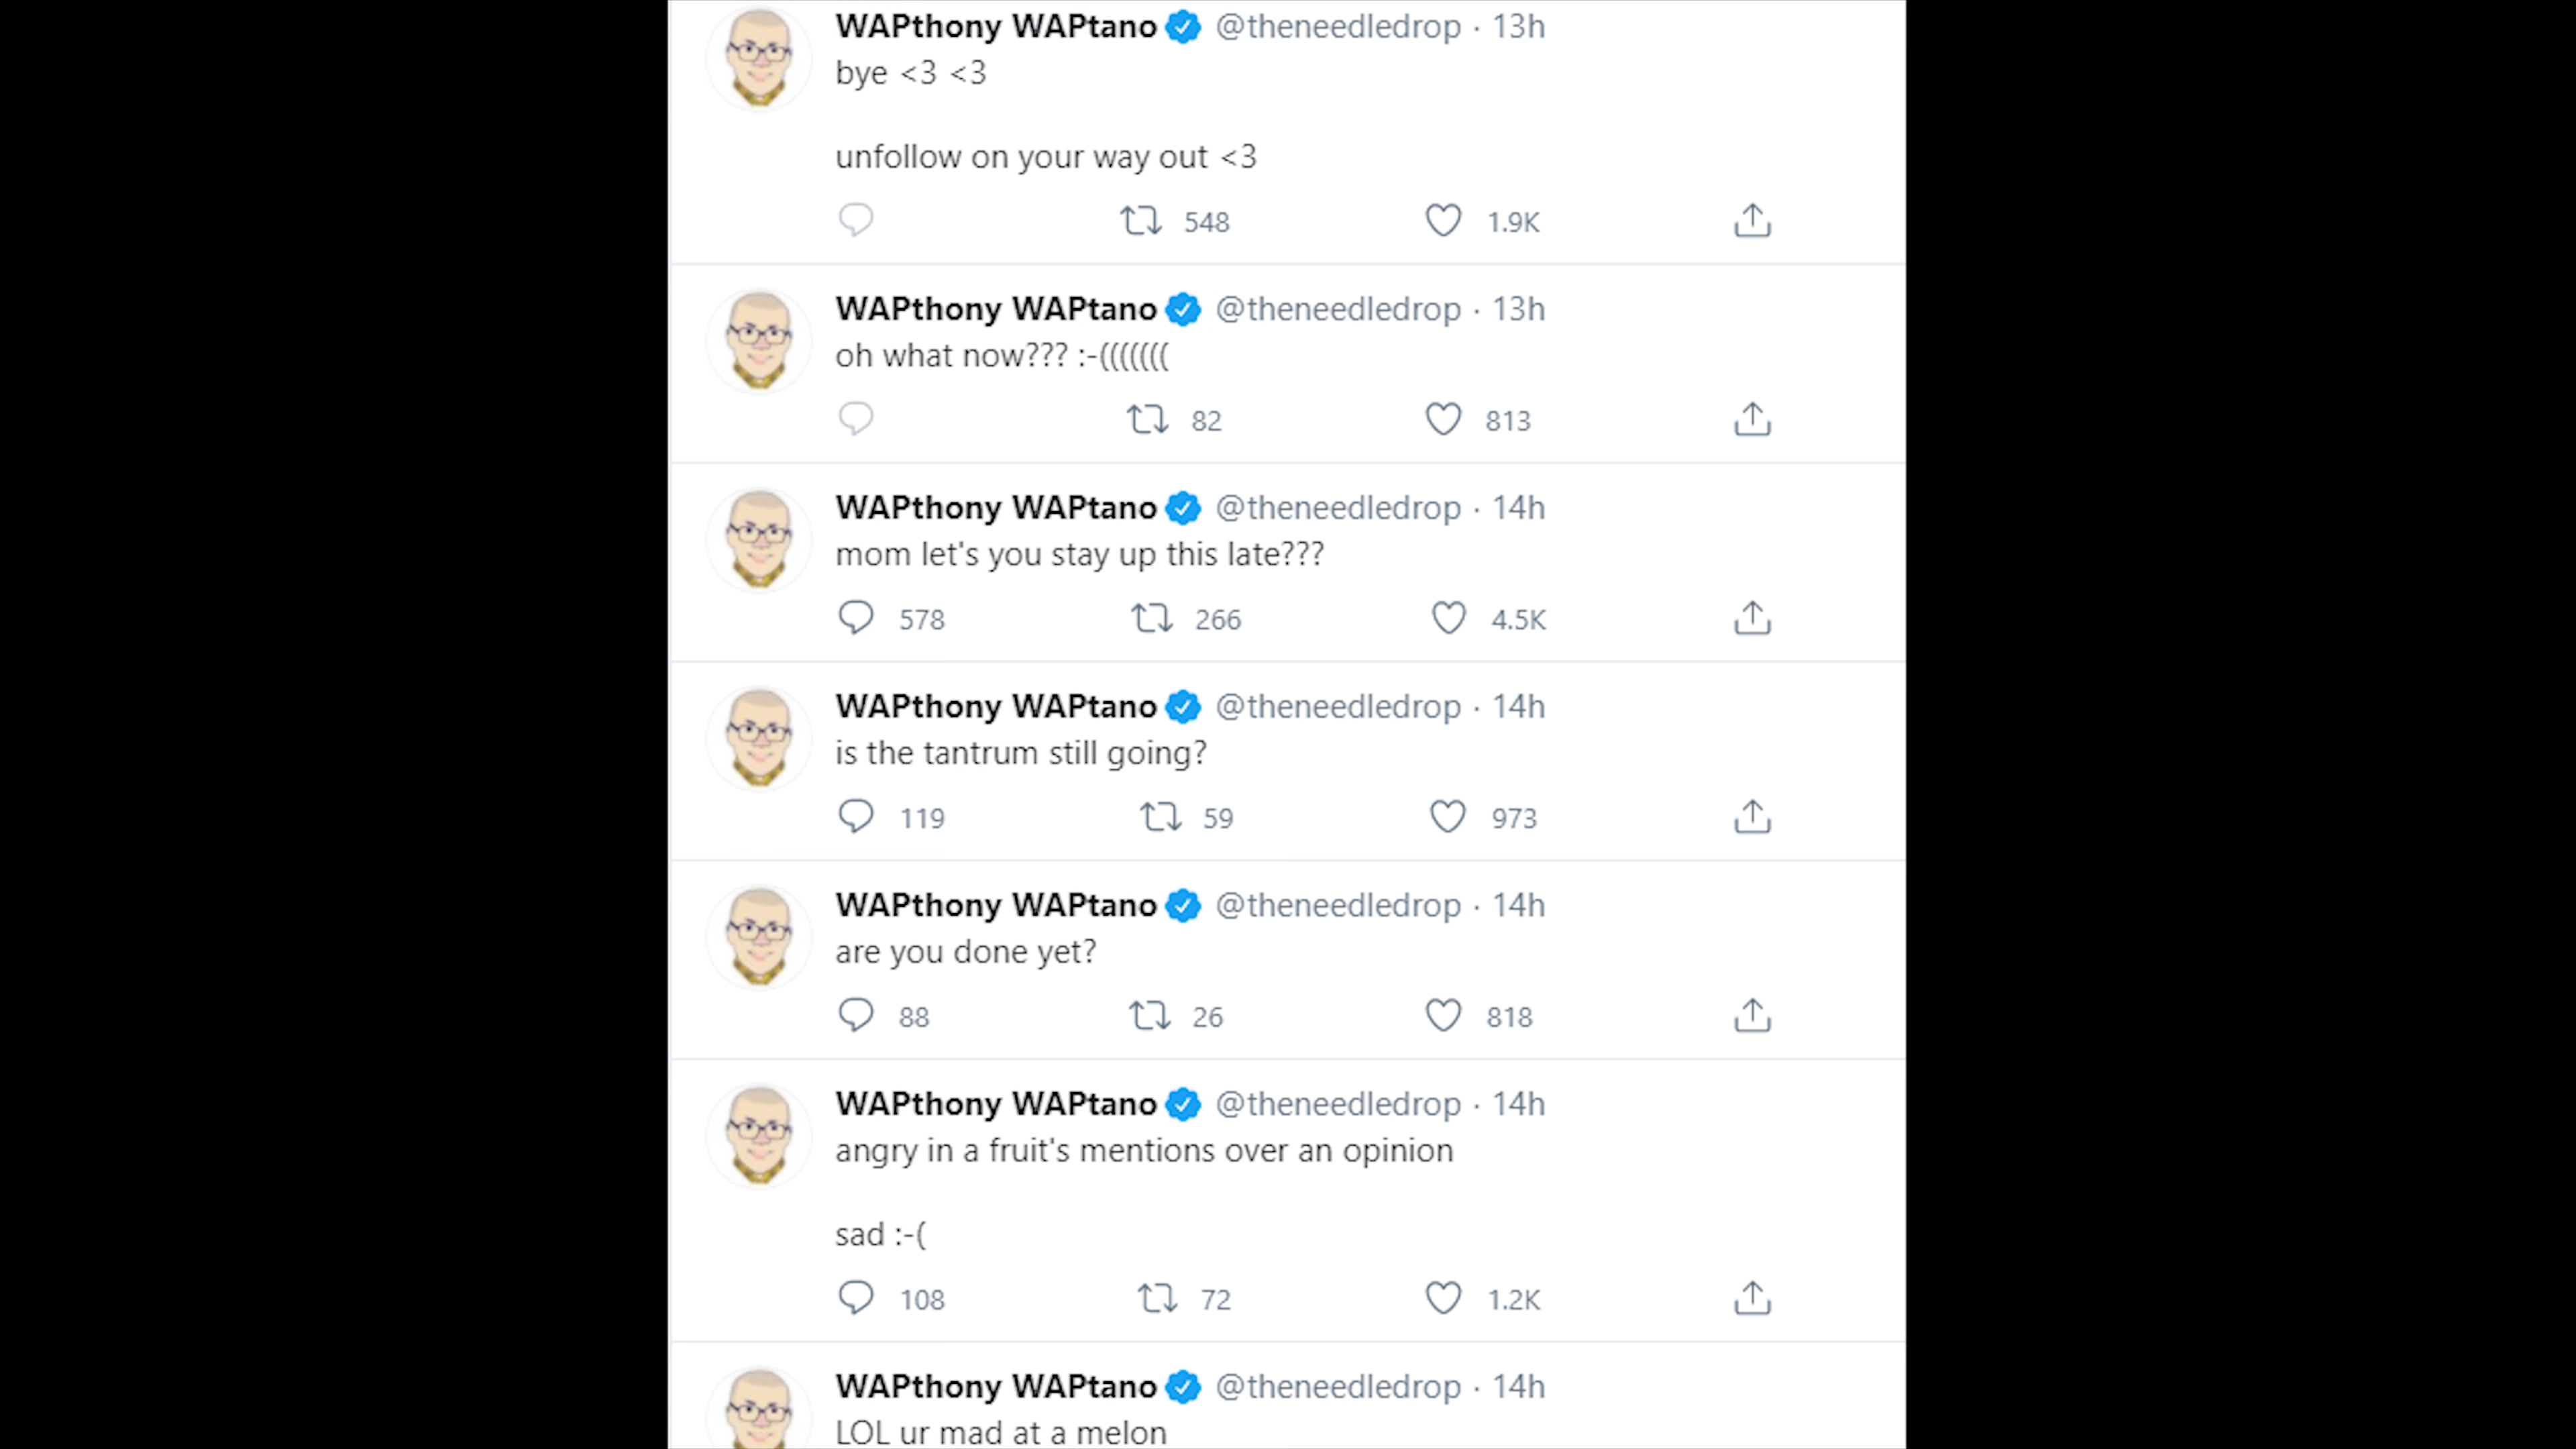 WAPthony WAPtano @theneedledrop · 13h
bye <3 <3
unfollow on your way out <3
548 1.9K
WAPthony WAPtano @theneedledrop · 13h
oh what now??? :-(((((((
82 813
WAPthony WAPtano @theneedledrop · 14h
mom let's you stay up this late???
578 266 4.5K
WAPthony WAPtano @theneedledrop · 14h
is the tantrum still going?
119 59 973
WAPthony WAPtano @theneedledrop · 14h
are you done yet?
88 26 818
WAPthony WAPtano @theneedledrop · 14h
angry in a fruit's mentions over an opinion
sad :-(
108 72 1.2K
WAPthony WAPtano @theneedledrop · 14h
LOL ur mad at a melon